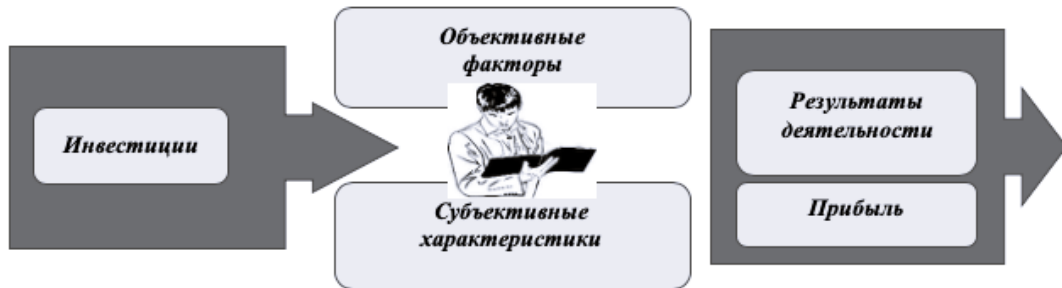 Инвестиции
Объективные
факторы
Субъективные
характеристики
Результаты
деятельности
Прибыль